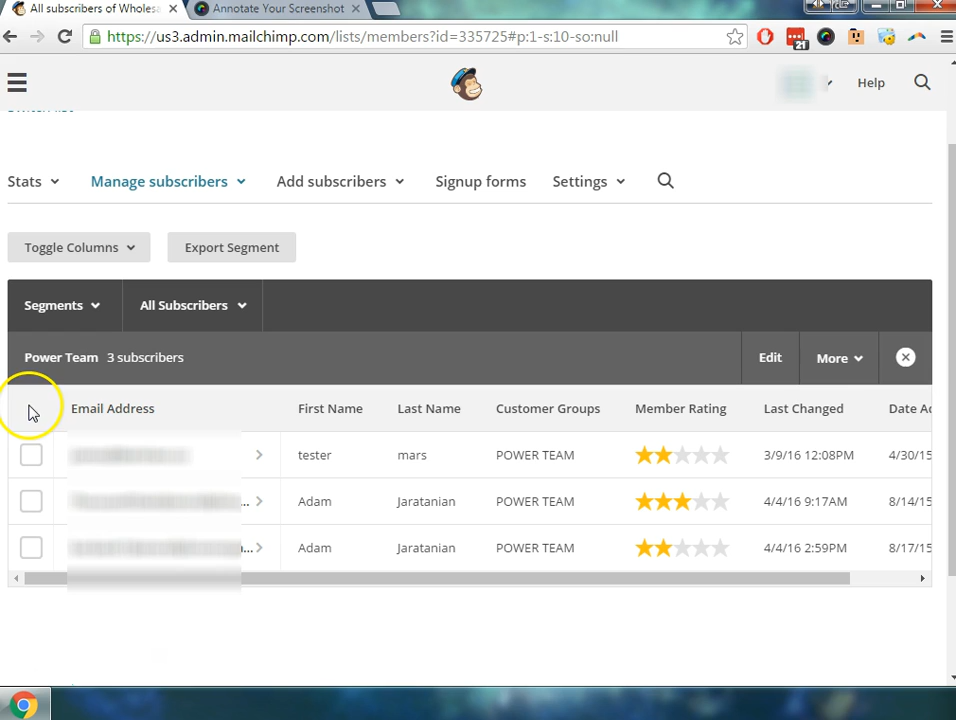 All subscribers of Wholes
Annotate Your Screenshot
https://us3.admin.mailchimp.com/lists/members?id=335725#p:1-s:10-so:null
21
Help
Stats
Manage subscribers
Add subscribers
Signup forms
Settings
Toggle Columns
Export Segment
Segments
All Subscribers
Power Team 3 subscribers
Edit
More
Email Address First Name Last Name Customer Groups Member Rating Last Changed Date Ad
tester mars POWER TEAM 3/9/16 12:08PM 4/30/15
... Adam Jaratanian POWER TEAM 4/4/16 9:17AM 8/14/15
... Adam Jaratanian POWER TEAM 4/4/16 2:59PM 8/17/15